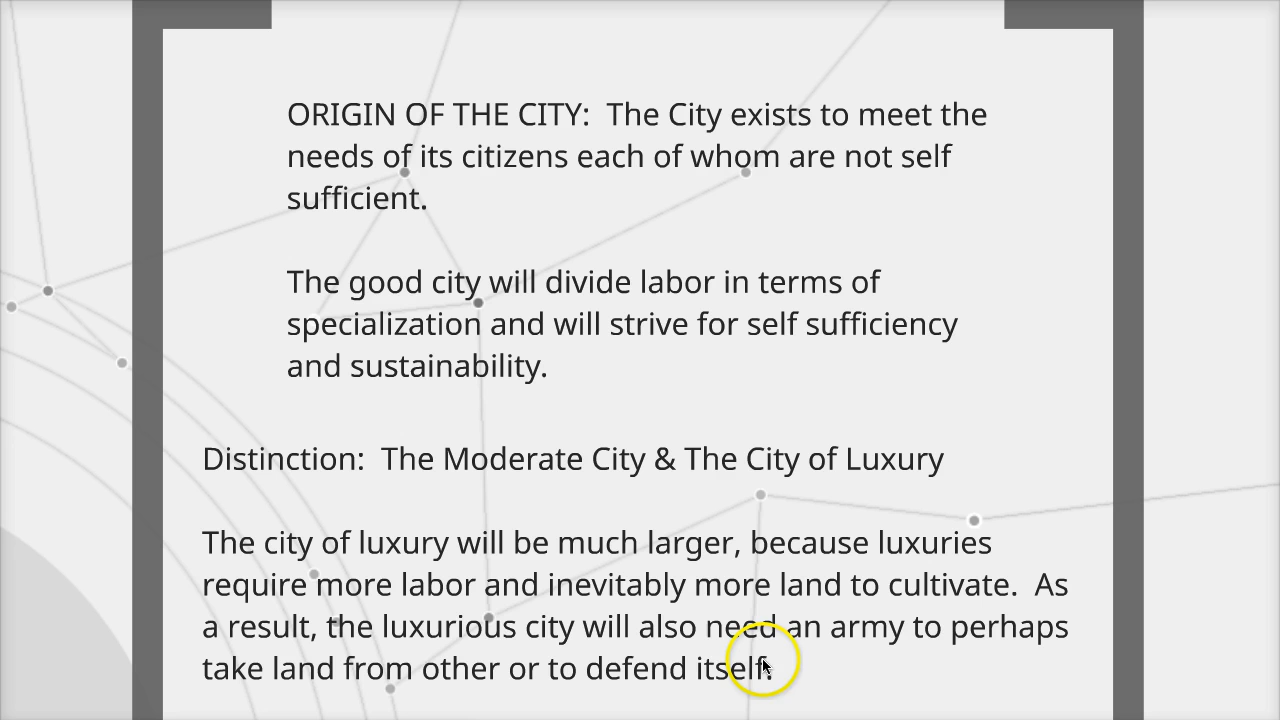 ORIGIN OF THE CITY:  The City exists to meet the
needs of its citizens each of whom are not self
sufficient.
The good city will divide labor in terms of
specialization and will strive for self sufficiency
and sustainability.
Distinction:  The Moderate City & The City of Luxury
The city of luxury will be much larger, because luxuries
require more labor and inevitably more land to cultivate.  As
a result, the luxurious city will also need an army to perhaps
take land from other or to defend itself.